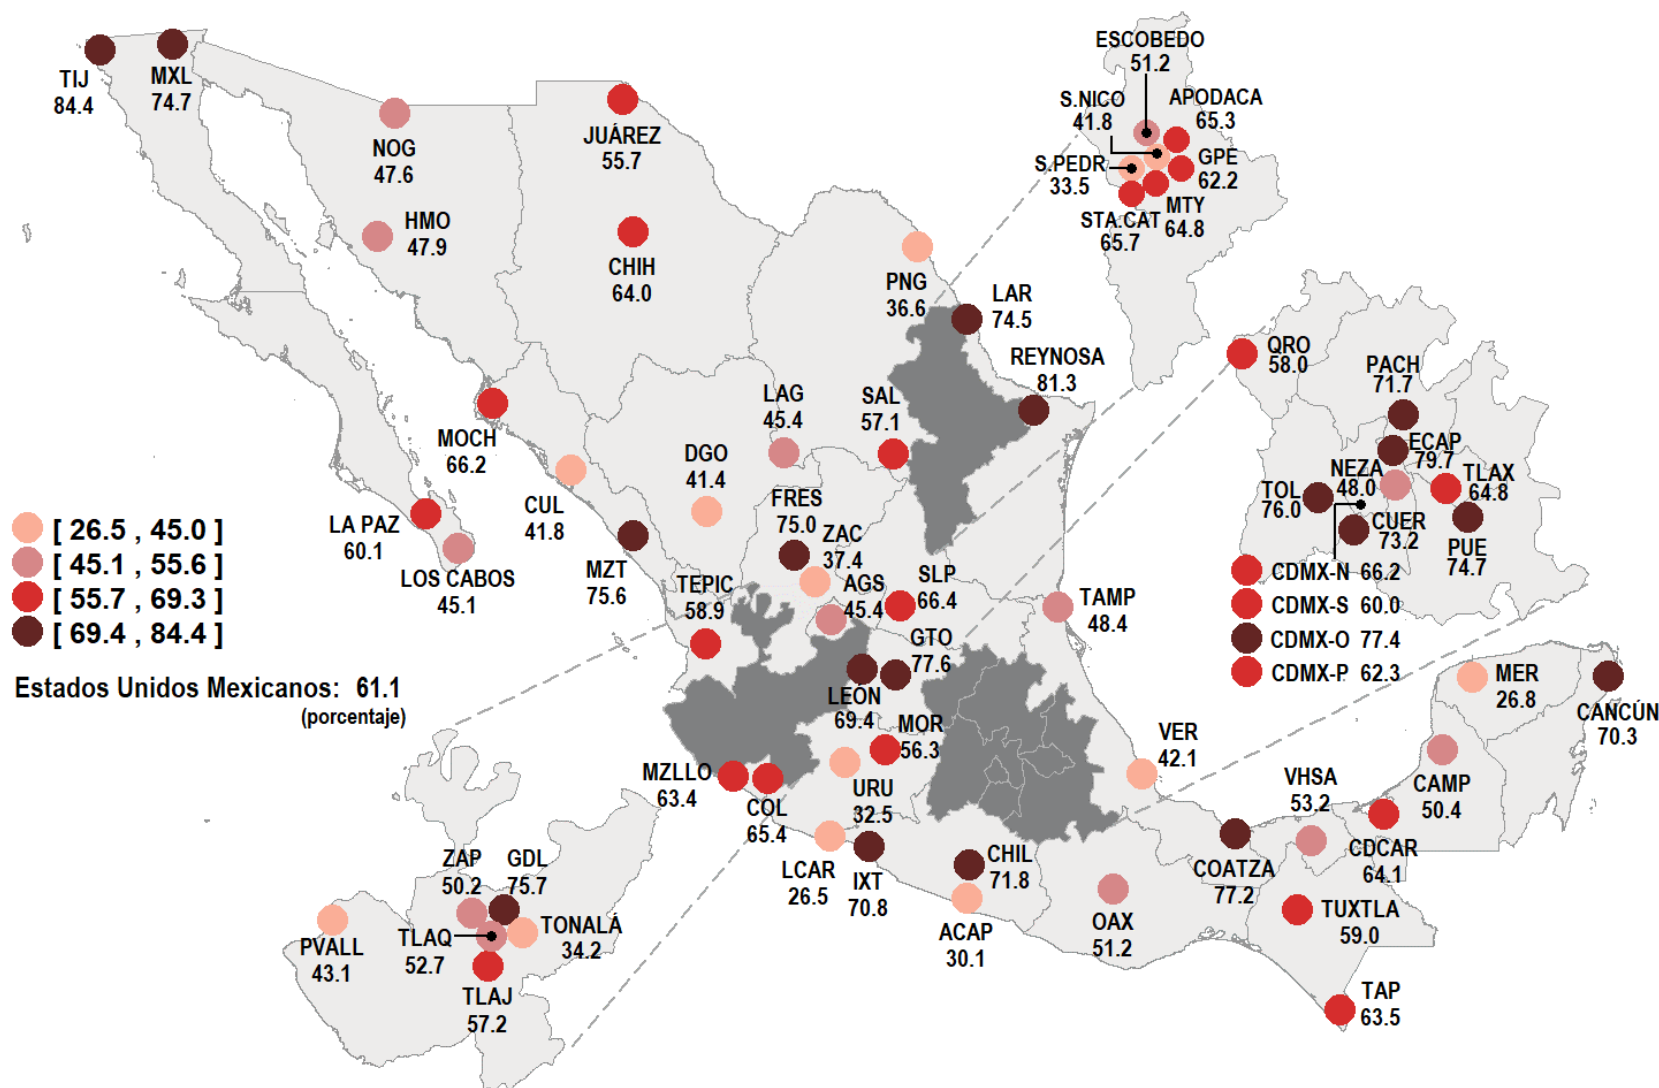 TIJ
84.4
MXL
74.7
NOG
47.6
HMO
47.9
JUÁREZ
55.7
CHIH
64.0
ESCOBEDO
51.2
S.NICO
41.8
APODACA
65.3
S.PEDR
33.5
GPE
62.2
MTY
64.8
STA.CAT
65.7
PNG
36.6
LAR
74.5
REYNOSA
81.3
QRO
58.0
PACH
71.7
ECAP
79.7
NEZA
48.0
TLAX
64.8
TOL
76.0
CUER
73.2
PUE
74.7
CDMX-N 66.2
CDMX-S 60.0
CDMX-O 77.4
CDMX-P 62.3
MOCH
66.2
LAG
45.4
SAL
57.1
DGO
41.4
CUL
41.8
LA PAZ
60.1
LOS CABOS
45.1
FRES
75.0
ZAC
37.4
MZT
75.6
TEPIC
58.9
AGS
45.4
SLP
66.4
TAMP
48.4
GTO
77.6
LEÓN
69.4
MOR
56.3
[ 26.5 , 45.0 ]
[ 45.1 , 55.6 ]
[ 55.7 , 69.3 ]
[ 69.4 , 84.4 ]
Estados Unidos Mexicanos: 61.1
(porcentaje)
MZLLO
63.4
COL
65.4
URU
32.5
LCAR
26.5
IXT
70.8
CHIL
71.8
ACAP
30.1
VER
42.1
OAX
51.2
COATZA
77.2
VHSA
53.2
MER
26.8
CANCÚN
70.3
CAMP
50.4
CDCAR
64.1
TUXTLA
59.0
TAP
63.5
ZAP
50.2
GDL
75.7
TONALÁ
34.2
PVALL
43.1
TLAQ
52.7
TLAJ
57.2